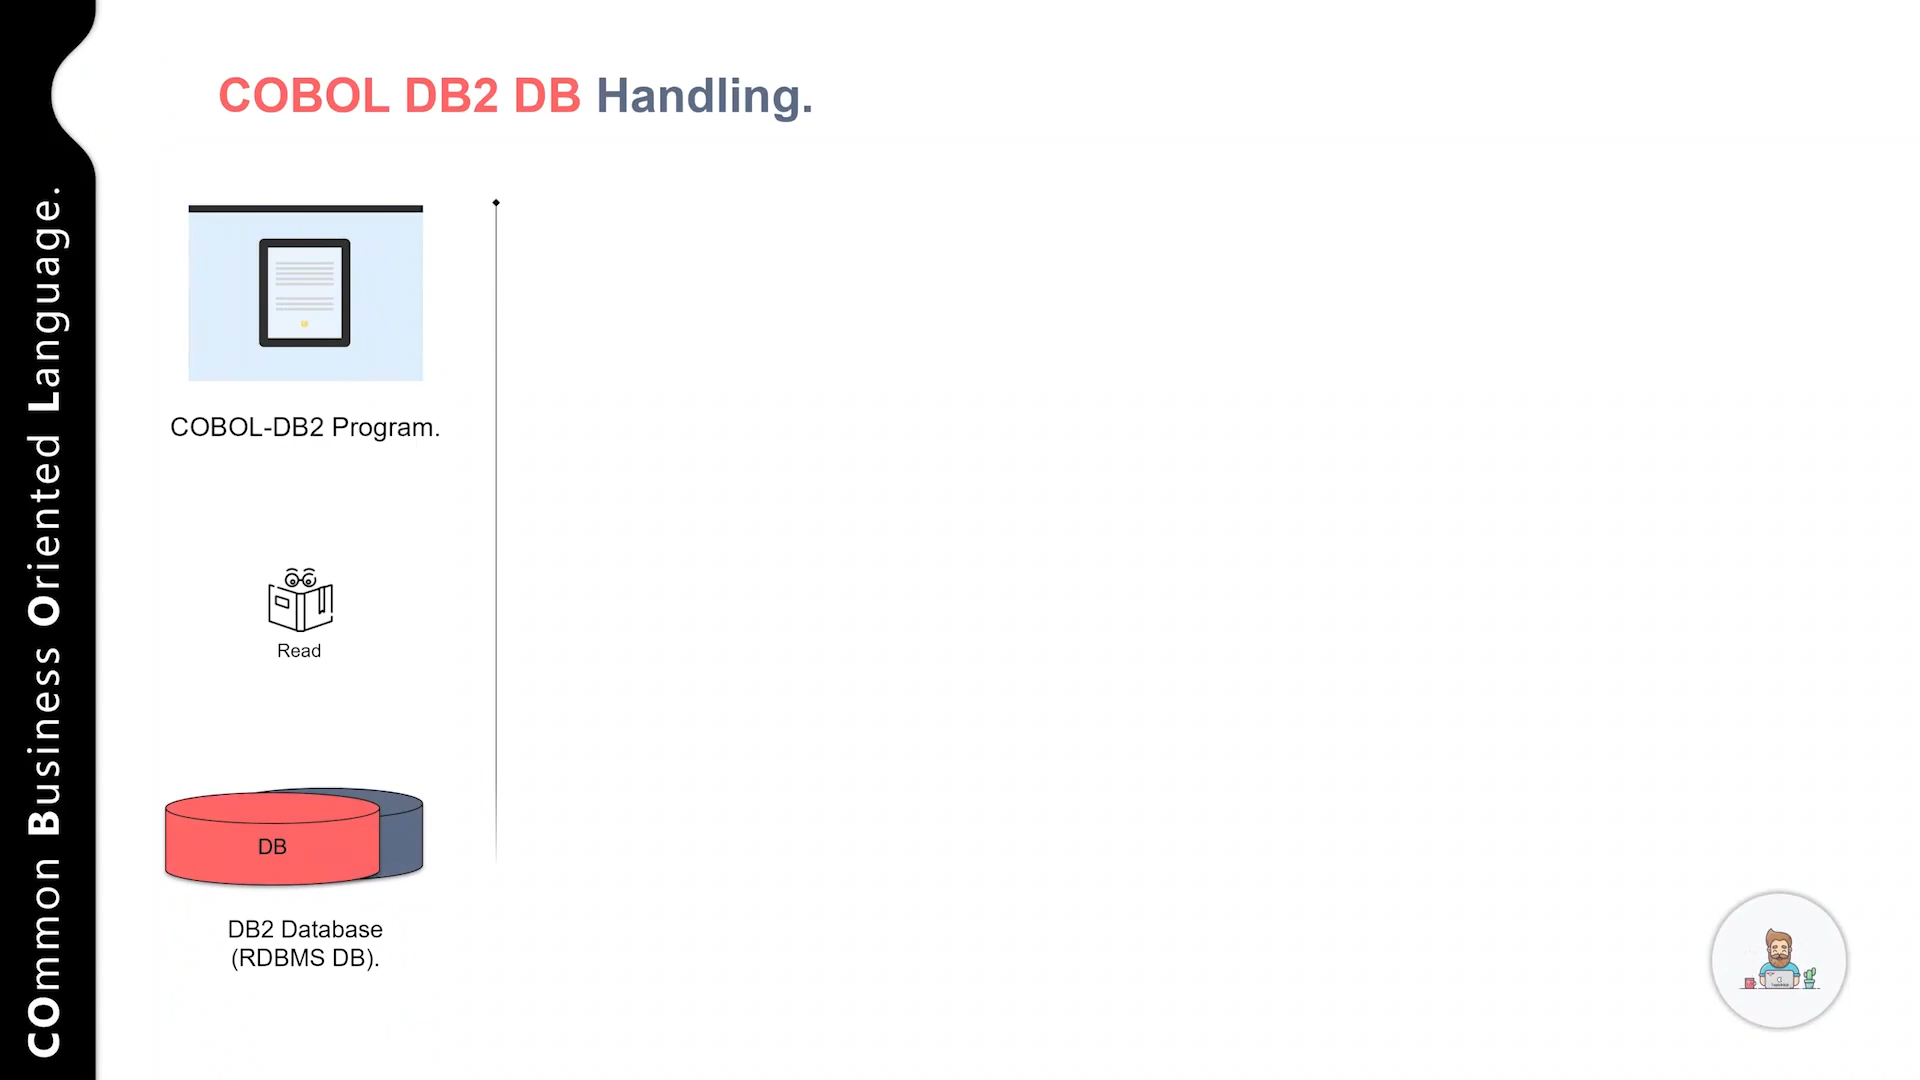 COBOL DB2 DB Handling.
COmmon Business Oriented Language.
COBOL-DB2 Program.
Read
DB
DB2 Database
(RDBMS DB).